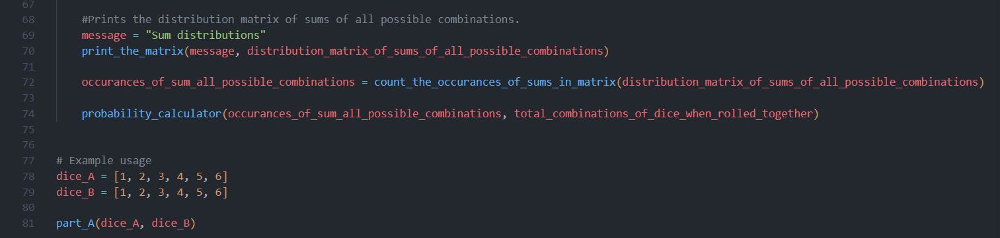 67
68 #Prints the distribution matrix of sums of all possible combinations.
69 message = "Sum distributions"
70 print_the_matrix(message, distribution_matrix_of_sums_of_all_possible_combinations)
71
72 occurances_of_sum_all_possible_combinations = count_the_occurances_of_sums_in_matrix(distribution_matrix_of_sums_of_all_possible_combinations)
73
74 probability_calculator(occurances_of_sum_all_possible_combinations, total_combinations_of_dice_when_rolled_together)
75
76
77 # Example usage
78 dice_A = [1, 2, 3, 4, 5, 6]
79 dice_B = [1, 2, 3, 4, 5, 6]
80
81 part_A(dice_A, dice_B)